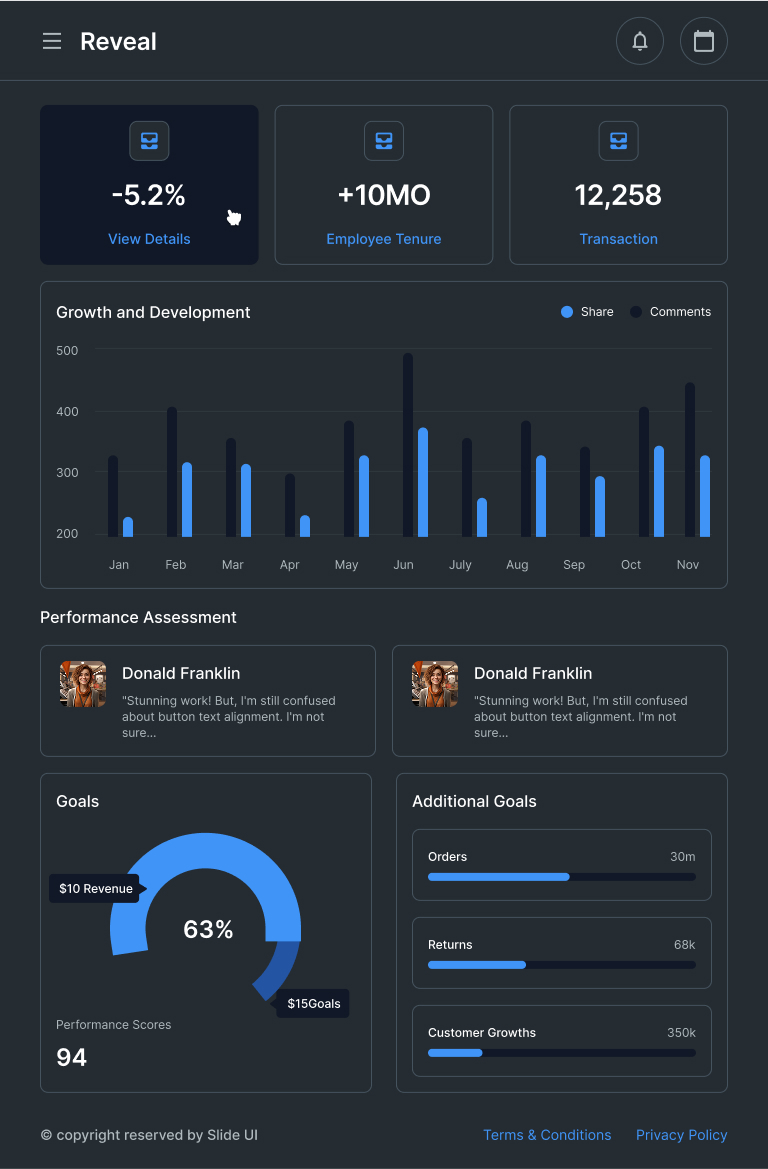 Reveal
-5.2%
View Details
+10MO
Employee Tenure
12,258
Transaction
Growth and Development
Share
Comments
500
400
300
200
Jan
Feb
Mar
Apr
May
Jun
July
Aug
Sep
Oct
Nov
Performance Assessment
Donald Franklin
"Stunning work! But, I'm still confused
about button text alignment. I'm not
sure...
Donald Franklin
"Stunning work! But, I'm still confused
about button text alignment. I'm not
sure...
Goals
$10 Revenue
63%
$15Goals
Performance Scores
94
Additional Goals
Orders
30m
Returns
68k
Customer Growths
350k
© copyright reserved by Slide UI
Terms & Conditions
Privacy Policy